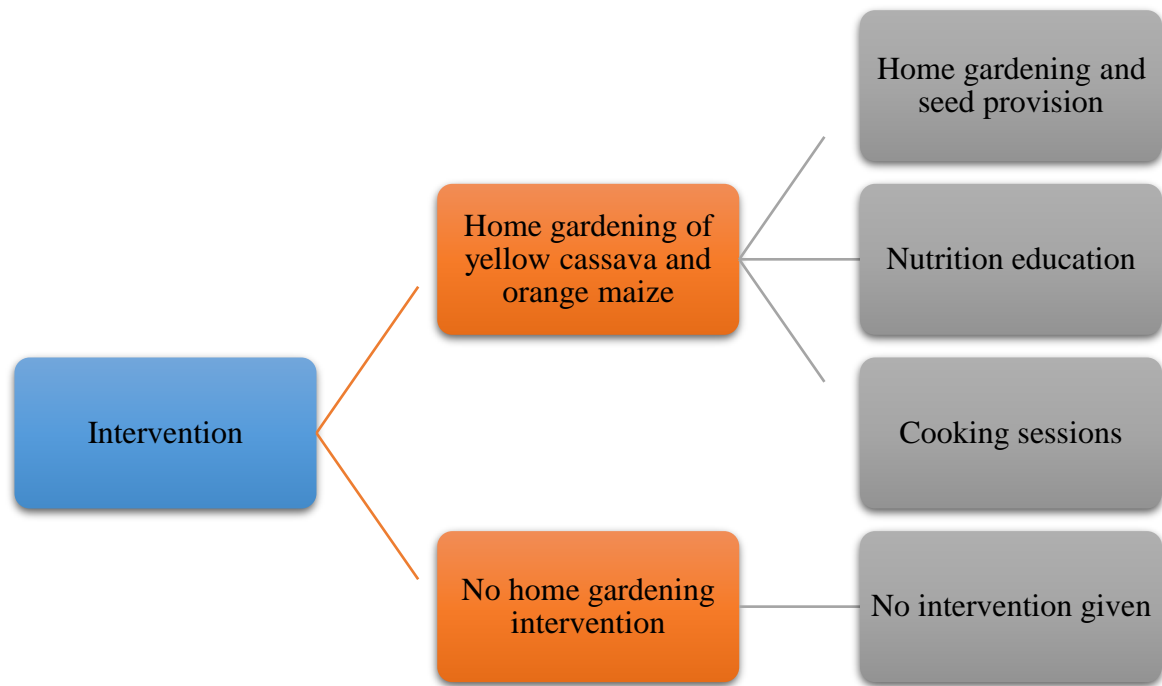 Intervention
Home gardening of
yellow cassava and
orange maize
Home gardening and
seed provision
Nutrition education
Cooking sessions
No home gardening
intervention
No intervention given